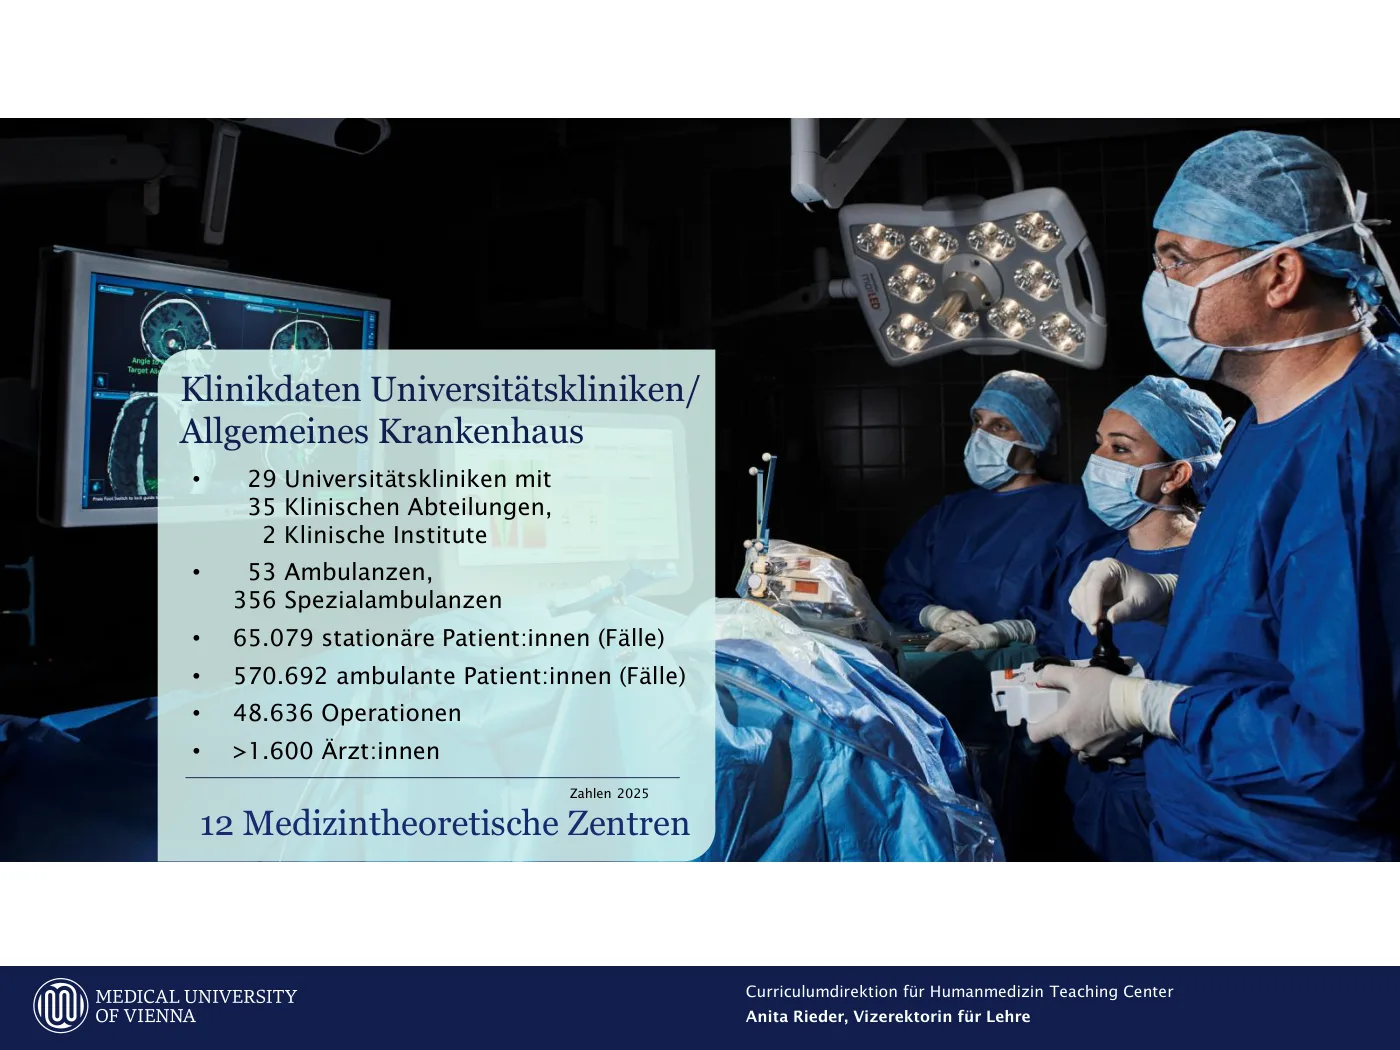 Klinikdaten Universitätskliniken/
Allgemeines Krankenhaus
• 29 Universitätskliniken mit
35 Klinischen Abteilungen,
2 Klinische Institute
• 53 Ambulanzen,
356 Spezialambulanzen
• 65.079 stationäre Patient:innen (Fälle)
• 570.692 ambulante Patient:innen (Fälle)
• 48.636 Operationen
• >1.600 Ärzt:innen
Zahlen 2025
12 Medizintheoretische Zentren
MEDICAL UNIVERSITY
OF VIENNA
Curriculumdirektion für Humanmedizin Teaching Center
Anita Rieder, Vizerektorin für Lehre